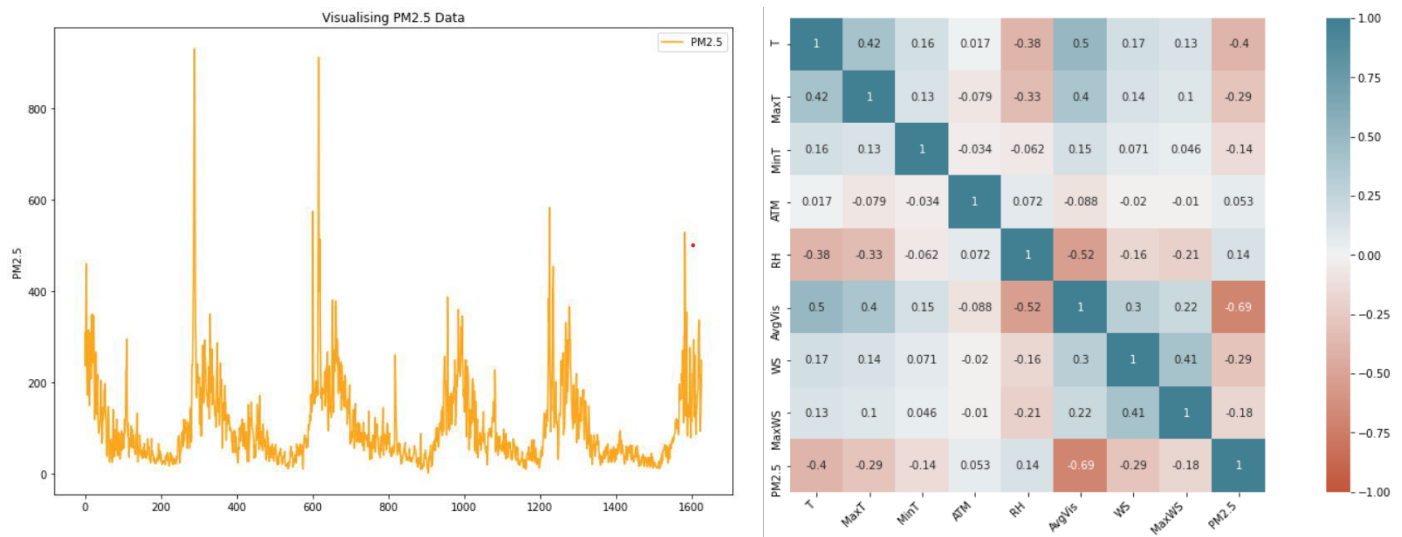 Visualising PM2.5 Data
PM2.5
PM2.5
800
600
400
200
0
0 200 400 600 800 1000 1200 1400 1600
T 1 0.42 0.16 0.017 -0.38 0.5 0.17 0.13 -0.4
MaxT 0.42 1 0.13 -0.079 -0.33 0.4 0.14 0.1 -0.29
MinT 0.16 0.13 1 -0.034 -0.062 0.15 0.071 0.046 -0.14
ATM 0.017 -0.079 -0.034 1 0.072 -0.088 -0.02 -0.01 0.053
RH -0.38 -0.33 -0.062 0.072 1 -0.52 -0.16 -0.21 0.14
AvgVis 0.5 0.4 0.15 -0.088 -0.52 1 0.3 0.22 -0.69
WS 0.17 0.14 0.071 -0.02 -0.16 0.3 1 0.41 -0.29
MaxWS 0.13 0.1 0.046 -0.01 -0.21 0.22 0.41 1 -0.18
PM2.5 -0.4 -0.29 -0.14 0.053 0.14 -0.69 -0.29 -0.18 1
T MaxT MinT ATM RH AvgVis WS MaxWS PM2.5
1.00
0.75
0.50
0.25
0.00
-0.25
-0.50
-0.75
-1.00